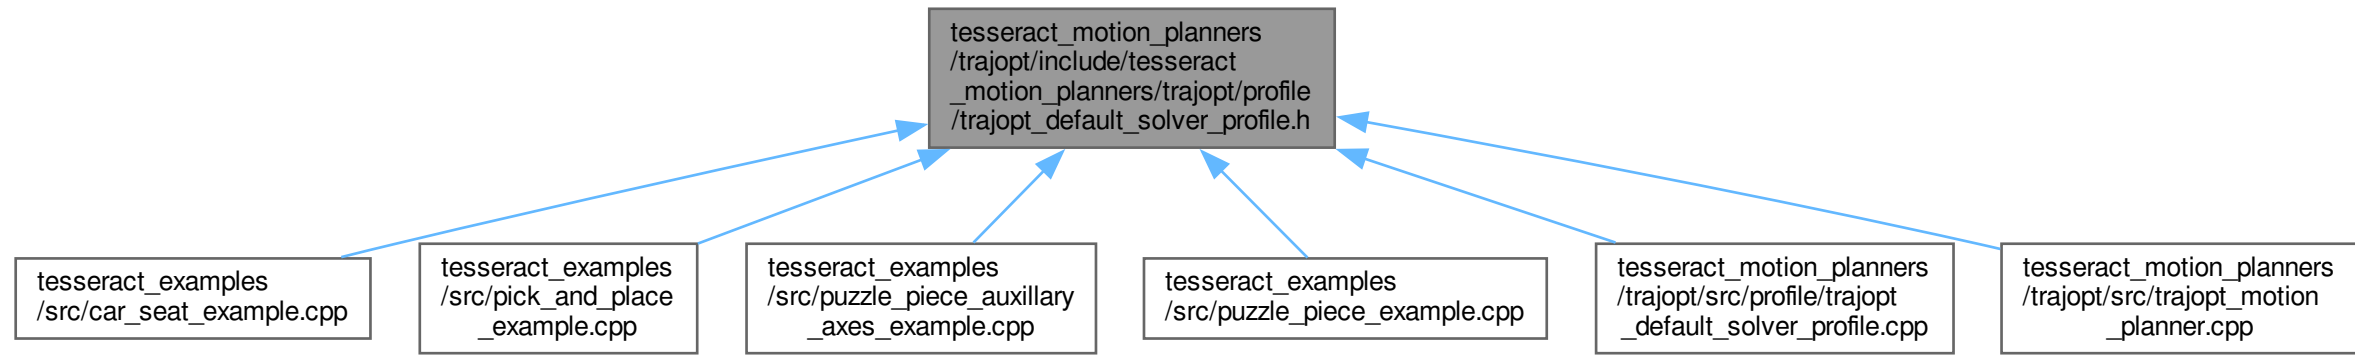 tesseract_motion_planners
/trajopt/include/tesseract
_motion_planners/trajopt/profile
/trajopt_default_solver_profile.h
tesseract_examples
/src/car_seat_example.cpp
tesseract_examples
/src/pick_and_place
_example.cpp
tesseract_examples
/src/puzzle_piece_auxillary
_axes_example.cpp
tesseract_examples
/src/puzzle_piece_example.cpp
tesseract_motion_planners
/trajopt/src/profile/trajopt
_default_solver_profile.cpp
tesseract_motion_planners
/trajopt/src/trajopt_motion
_planner.cpp